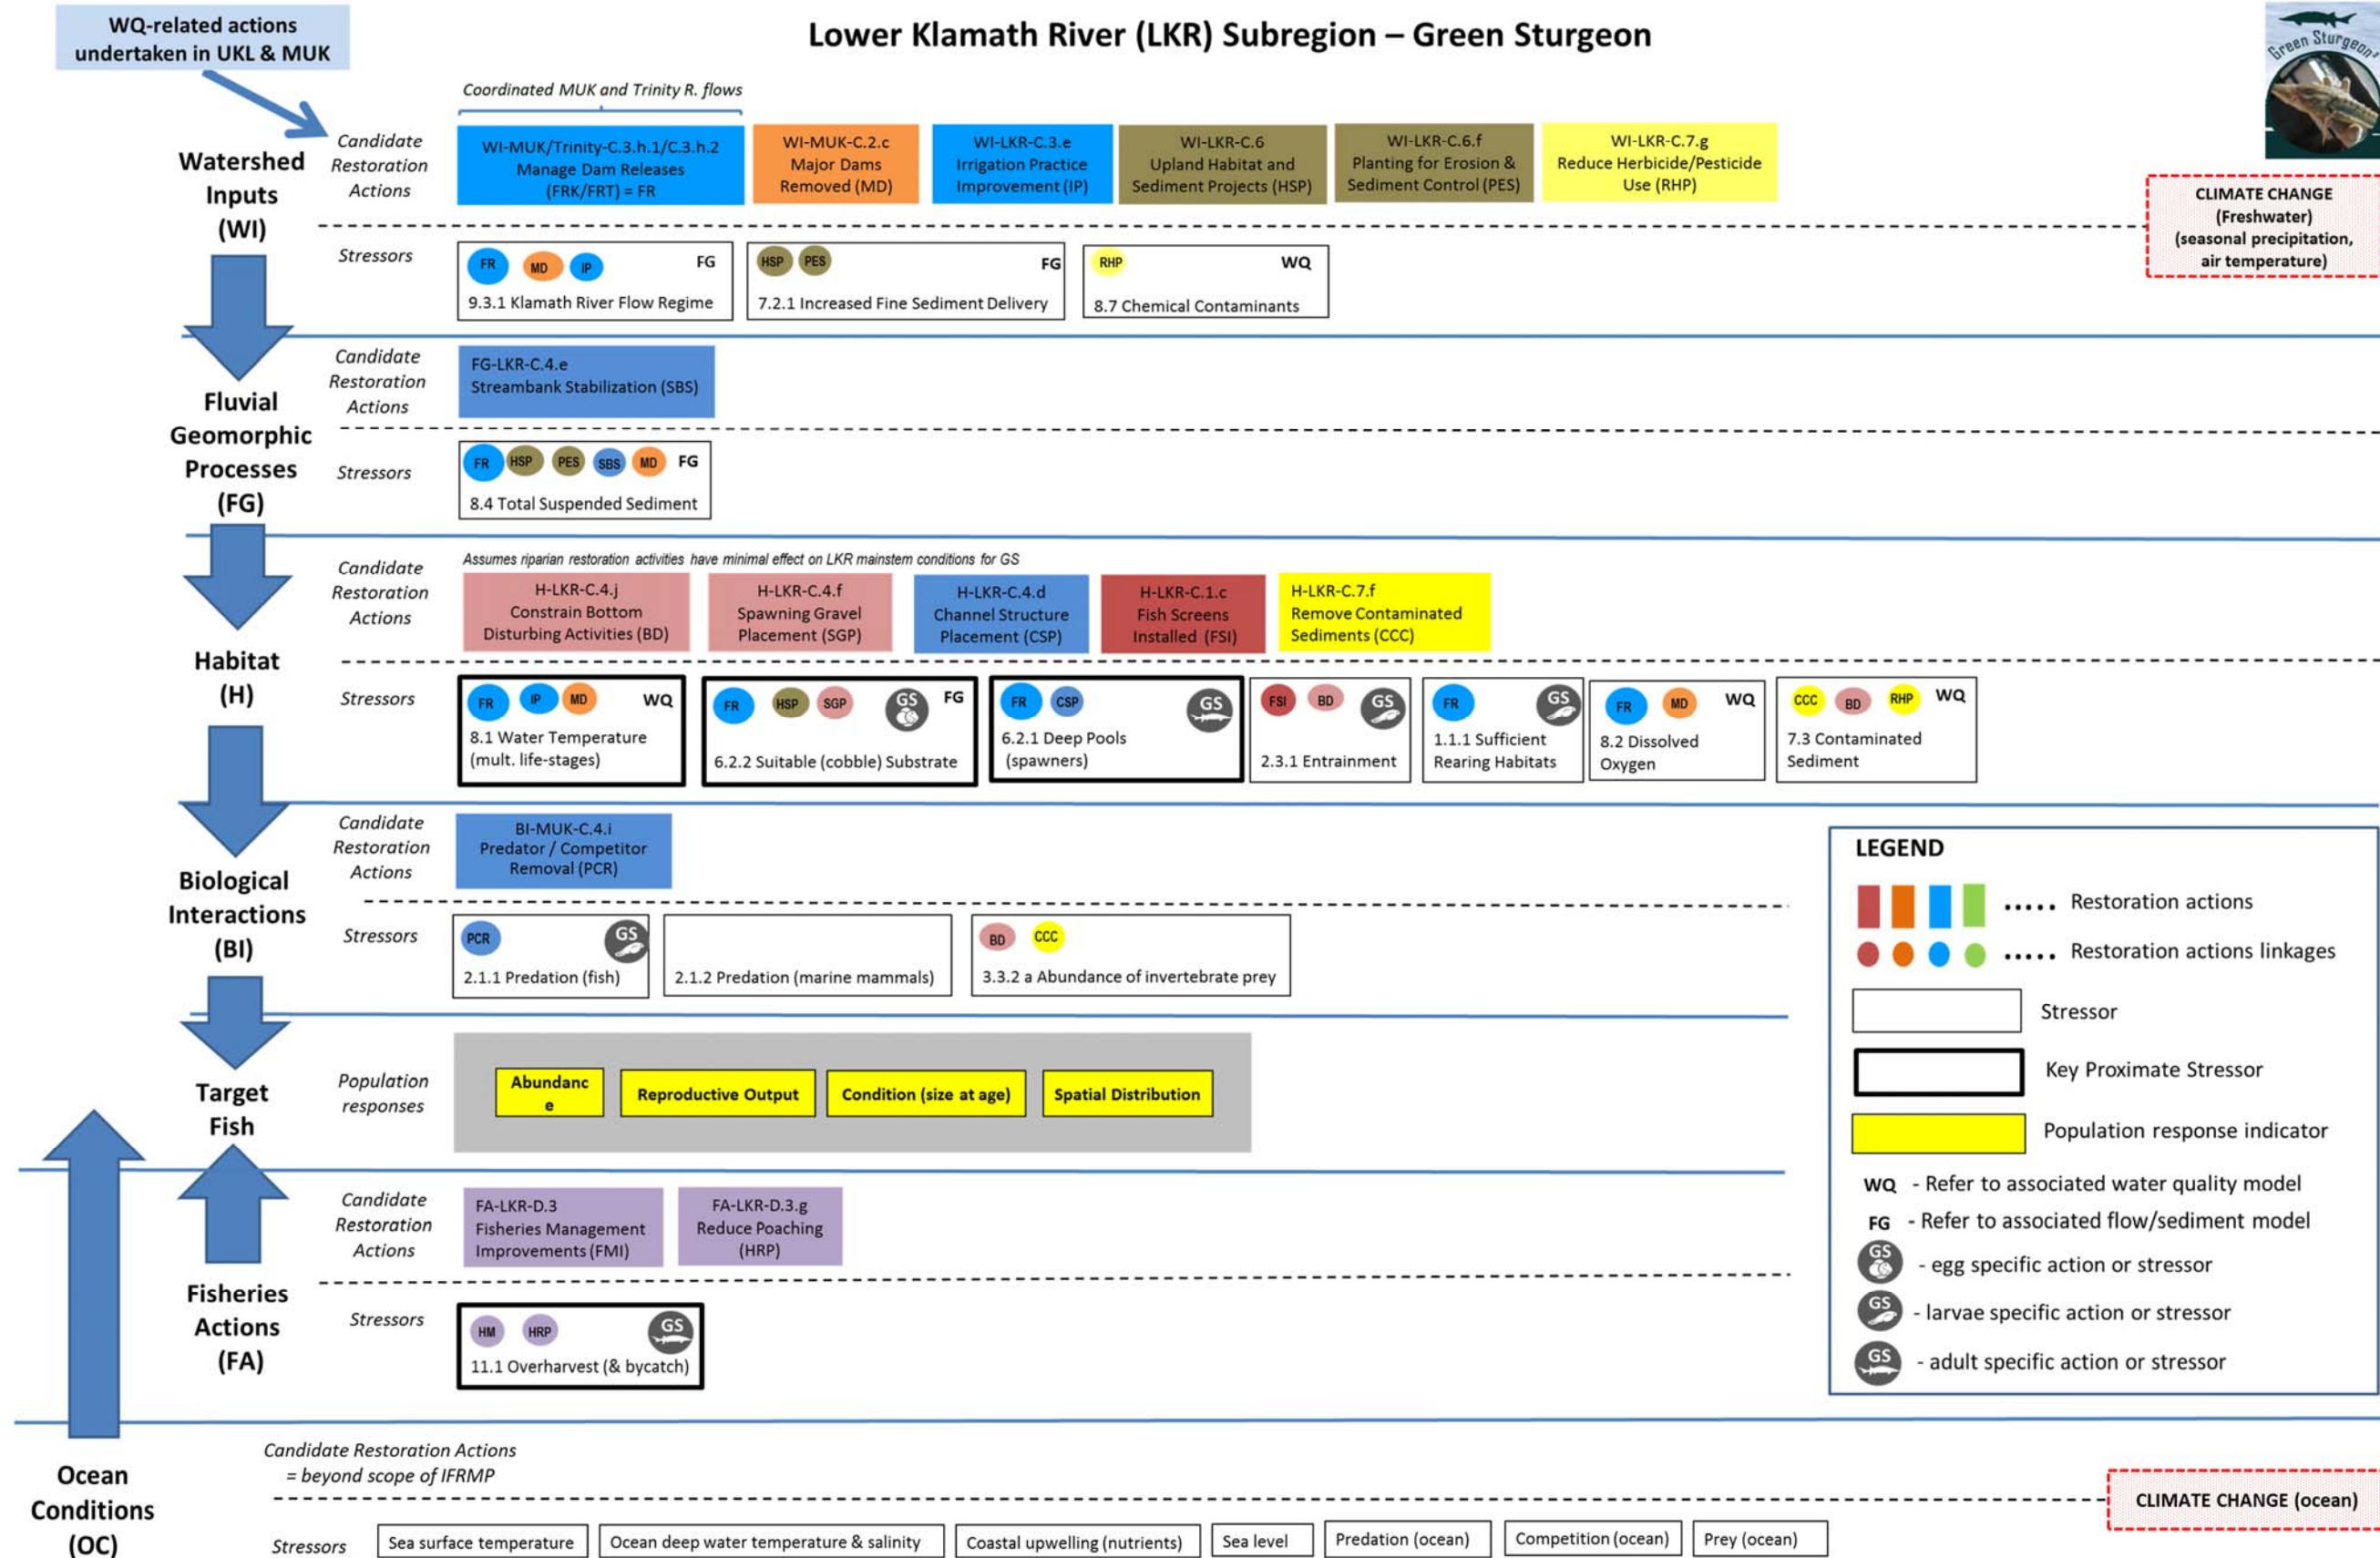 WQ-related actions
undertaken in UKL & MUK
Lower Klamath River (LKR) Subregion – Green Sturgeon
Green Sturgeon
Coordinated MUK and Trinity R. flows
Watershed
Inputs
(WI)
Candidate
Restoration
Actions
WI-MUK/Trinity-C.3.h.1/C.3.h.2
Manage Dam Releases
(FRK/FRT) = FR
WI-MUK-C.2.c
Major Dams
Removed (MD)
WI-LKR-C.3.e
Irrigation Practice
Improvement (IP)
WI-LKR-C.6
Upland Habitat and
Sediment Projects (HSP)
WI-LKR-C.6.f
Planting for Erosion &
Sediment Control (PES)
WI-LKR-C.7.g
Reduce Herbicide/Pesticide
Use (RHP)
CLIMATE CHANGE
(Freshwater)
(seasonal precipitation,
air temperature)
Stressors
FR MD IP FG
9.3.1 Klamath River Flow Regime
HSP PES FG
7.2.1 Increased Fine Sediment Delivery
RHP WQ
8.7 Chemical Contaminants
Fluvial
Geomorphic
Processes
(FG)
Candidate
Restoration
Actions
FG-LKR-C.4.e
Streambank Stabilization (SBS)
Stressors
FR HSP PES SBS MD FG
8.4 Total Suspended Sediment
Habitat
(H)
Candidate
Restoration
Actions
Assumes riparian restoration activities have minimal effect on LKR mainstem conditions for GS
H-LKR-C.4.j
Constrain Bottom
Disturbing Activities (BD)
H-LKR-C.4.f
Spawning Gravel
Placement (SGP)
H-LKR-C.4.d
Channel Structure
Placement (CSP)
H-LKR-C.1.c
Fish Screens
Installed (FSI)
H-LKR-C.7.f
Remove Contaminated
Sediments (CCC)
Stressors
FR IP MD WQ
8.1 Water Temperature
(mult. life-stages)
FR HSP SGP GS FG
6.2.2 Suitable (cobble) Substrate
FR CSP GS
6.2.1 Deep Pools
(spawners)
FSI BD GS
2.3.1 Entrainment
FR GS
1.1.1 Sufficient
Rearing Habitats
FR MD WQ
8.2 Dissolved
Oxygen
CCC BD RHP WQ
7.3 Contaminated
Sediment
Biological
Interactions
(BI)
Candidate
Restoration
Actions
BI-MUK-C.4.i
Predator / Competitor
Removal (PCR)
Stressors
PCR GS
2.1.1 Predation (fish)
2.1.2 Predation (marine mammals)
BD CCC
3.3.2 a Abundance of invertebrate prey
Target
Fish
Population
responses
Abundanc
e
Reproductive Output
Condition (size at age)
Spatial Distribution
Fisheries
Actions
(FA)
Candidate
Restoration
Actions
FA-LKR-D.3
Fisheries Management
Improvements (FMI)
FA-LKR-D.3.g
Reduce Poaching
(HRP)
Stressors
HM HRP GS
11.1 Overharvest (& bycatch)
LEGEND
..... Restoration actions
..... Restoration actions linkages
Stressor
Key Proximate Stressor
Population response indicator
WQ - Refer to associated water quality model
FG - Refer to associated flow/sediment model
GS - egg specific action or stressor
GS - larvae specific action or stressor
GS - adult specific action or stressor
Ocean
Conditions
(OC)
Candidate Restoration Actions
= beyond scope of IFRMP
CLIMATE CHANGE (ocean)
Stressors
Sea surface temperature
Ocean deep water temperature & salinity
Coastal upwelling (nutrients)
Sea level
Predation (ocean)
Competition (ocean)
Prey (ocean)